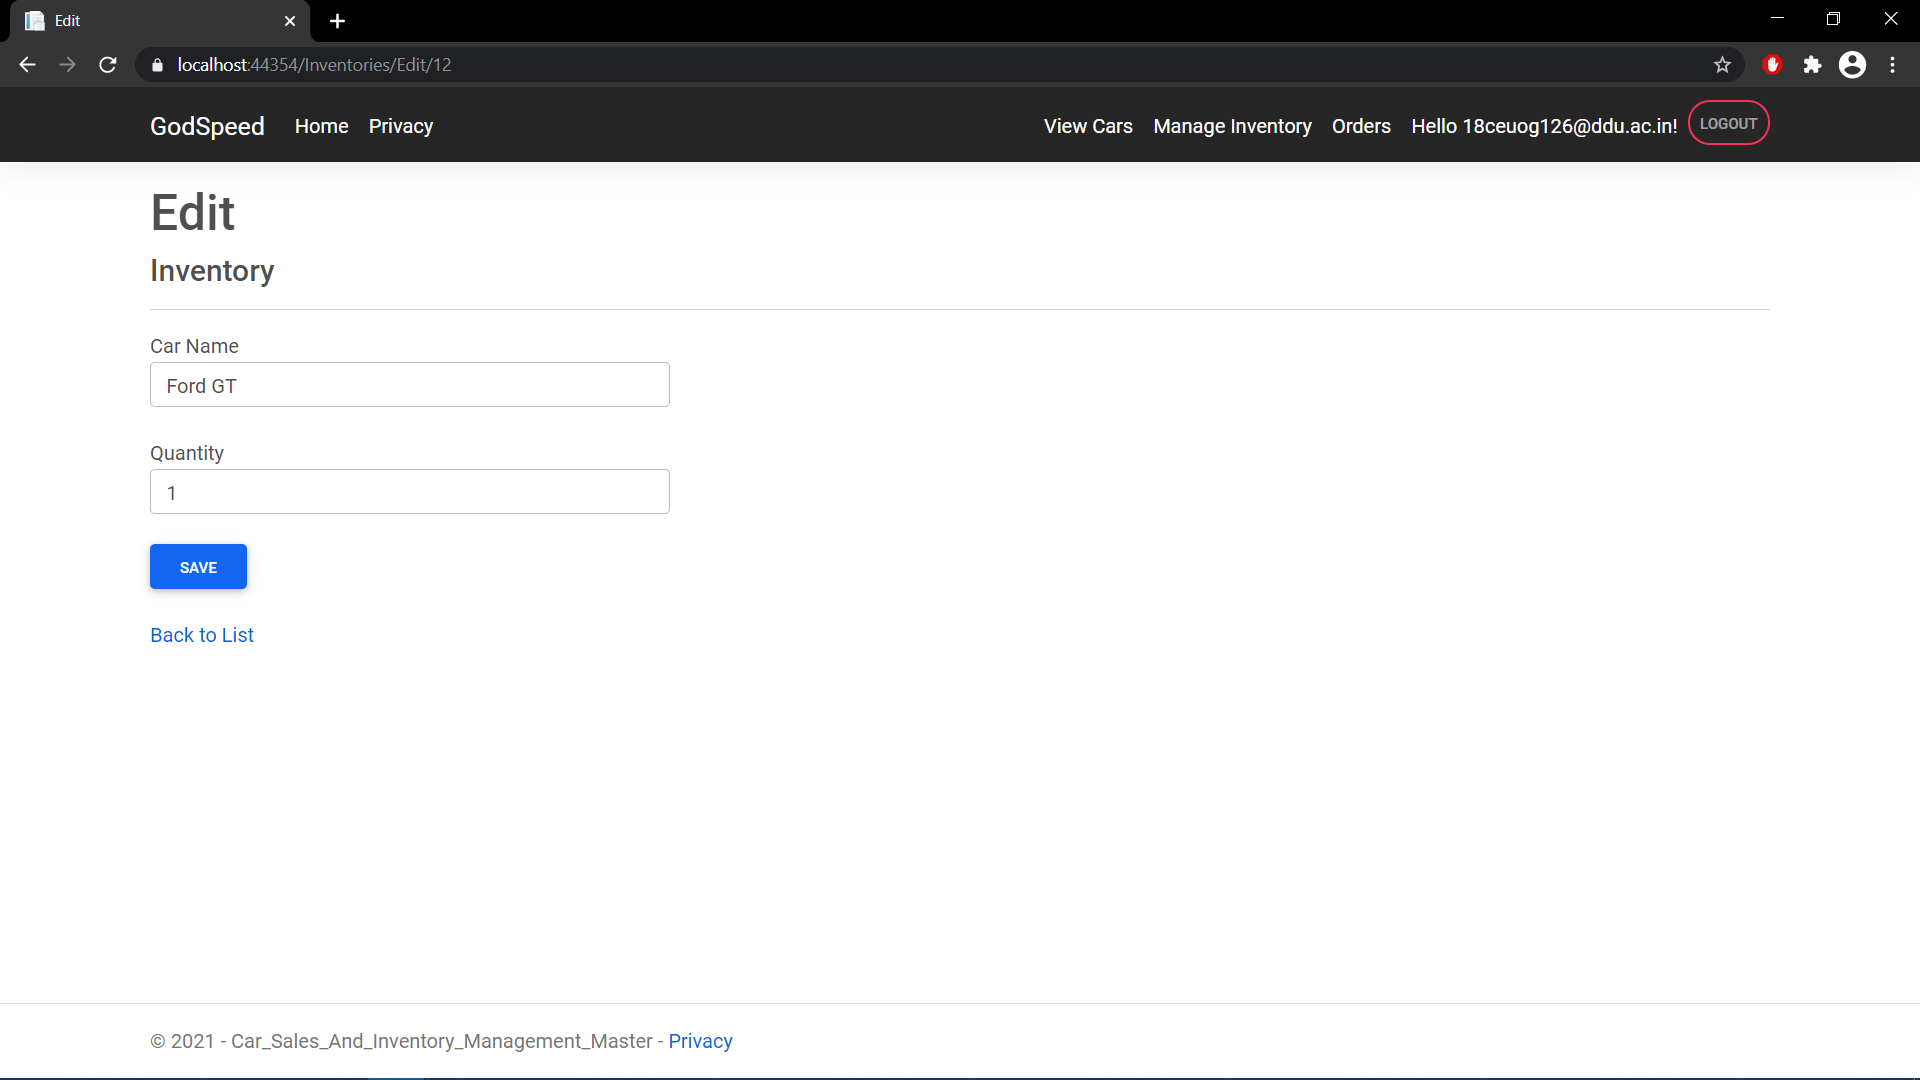 Edit
localhost:44354/Inventories/Edit/12
GodSpeed Home Privacy View Cars Manage Inventory Orders Hello 18ceuog126@ddu.ac.in! LOGOUT
Edit
Inventory
Car Name
Ford GT
Quantity
1
SAVE
Back to List
© 2021 - Car_Sales_And_Inventory_Management_Master - Privacy